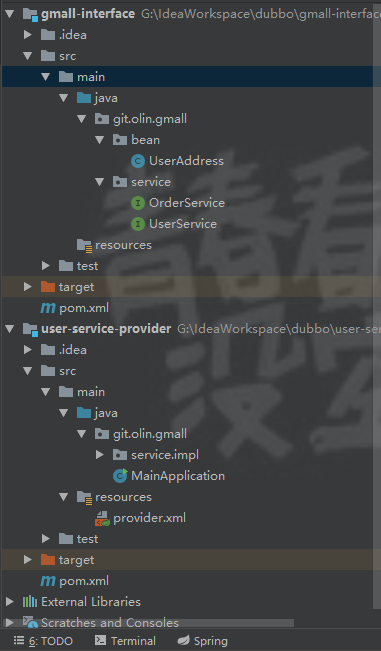 gmall-interface G:\IdeaWorkspace\dubbo\gmall-interfac
.idea
src
main
java
git.olin.gmall
bean
UserAddress
service
OrderService
UserService
resources
test
target
pom.xml
user-service-provider G:\IdeaWorkspace\dubbo\user-se
.idea
src
main
java
git.olin.gmall
service.impl
MainApplication
resources
provider.xml
test
target
pom.xml
External Libraries
Scratches and Consoles
6: TODO Terminal Spring